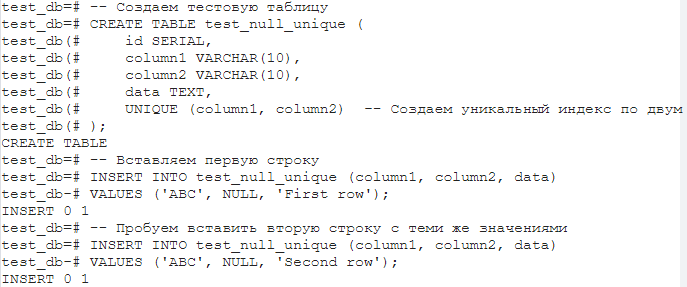 test_db=# -- Создаем тестовую таблицу
test_db=# CREATE TABLE test_null_unique (
test_db(#     id SERIAL,
test_db(#     column1 VARCHAR(10),
test_db(#     column2 VARCHAR(10),
test_db(#     data TEXT,
test_db(#     UNIQUE (column1, column2)  -- Создаем уникальный индекс по двум
test_db(# );
CREATE TABLE
test_db=# -- Вставляем первую строку
test_db=# INSERT INTO test_null_unique (column1, column2, data)
test_db-# VALUES ('ABC', NULL, 'First row');
INSERT 0 1
test_db=# -- Пробуем вставить вторую строку с теми же значениями
test_db=# INSERT INTO test_null_unique (column1, column2, data)
test_db-# VALUES ('ABC', NULL, 'Second row');
INSERT 0 1